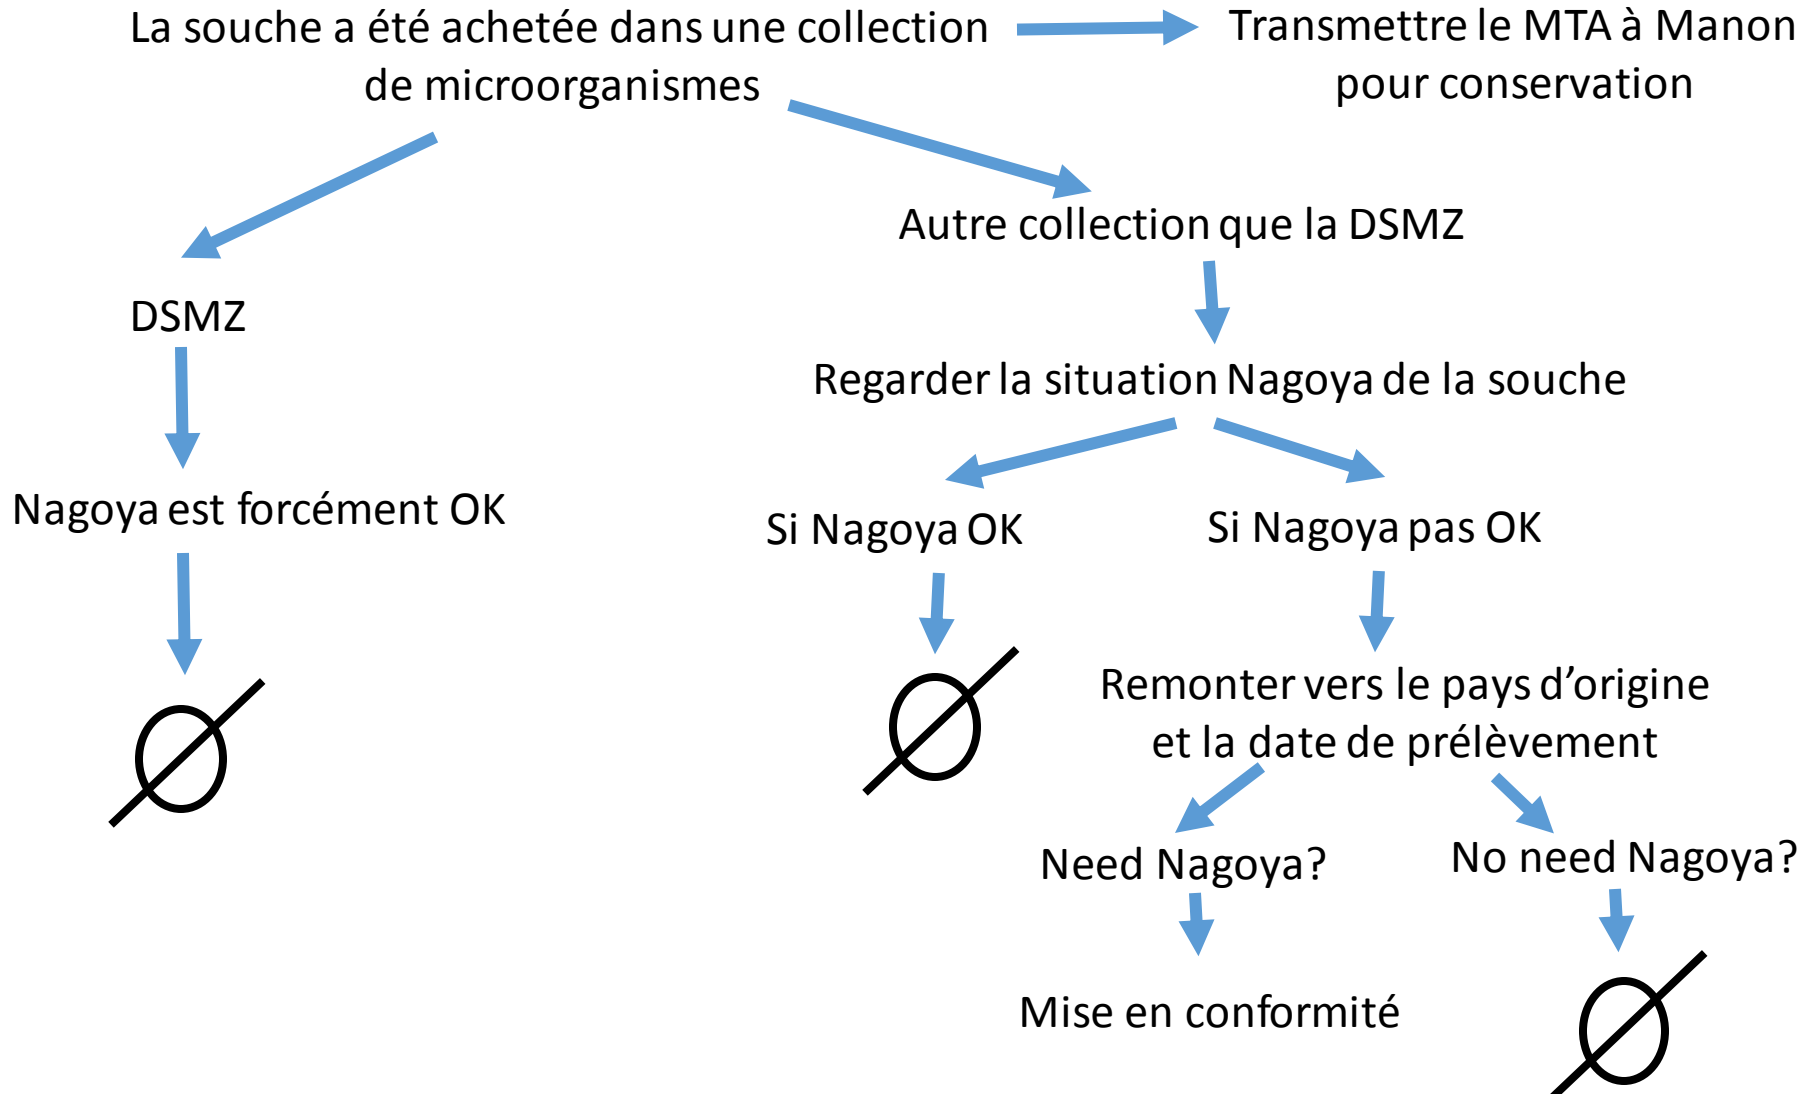 La souche a été achetée dans une collection
de microorganismes
Transmettre le MTA à Manon
pour conservation
Autre collection que la DSMZ
DSMZ
Regarder la situation Nagoya de la souche
Nagoya est forcément OK
Si Nagoya OK
Si Nagoya pas OK
Remonter vers le pays d’origine
et la date de prélèvement
Need Nagoya?
No need Nagoya?
Mise en conformité